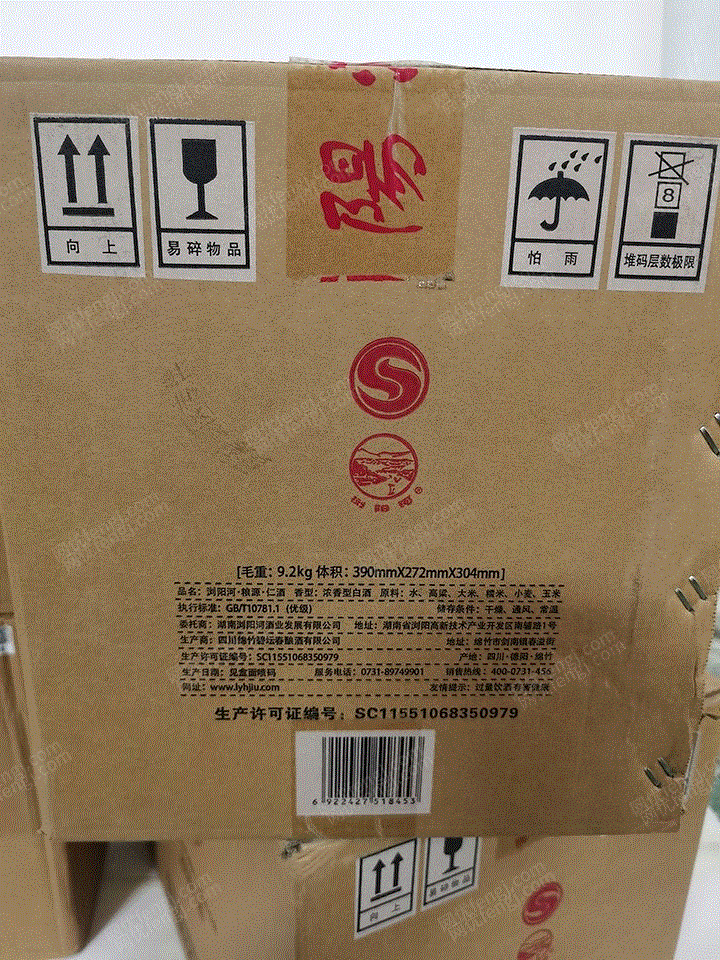 向 上
易碎物品
怕 雨
8
堆码层数极限
[毛重：9.2kg 体积：390mmX272mmX304mm]
品名：浏阳河·粮源·仁酒 香型：浓香型白酒 原料：水、高粱、大米、糯米、小麦、玉米
执行标准：GB/T10781.1（优级） 储存条件：干燥、通风、常温
委托商：湖南浏阳河酒业发展有限公司 地址：湖南省浏阳高新技术产业开发区南铺路1号
生产商：四川绵竹碧坛春酿酒有限公司 地址：绵竹市剑南镇春溢街
生产许可证编号：SC11551068350979 产地：四川·德阳·绵竹
生产日期：见盒面喷码 服务电话：0731-89749901 销售热线：400-0731-456
网址：www.lyhjiu.com 友情提示：过量饮酒有害健康
生产许可证编号：SC11551068350979
6 922427 518453
向 上
易碎物品